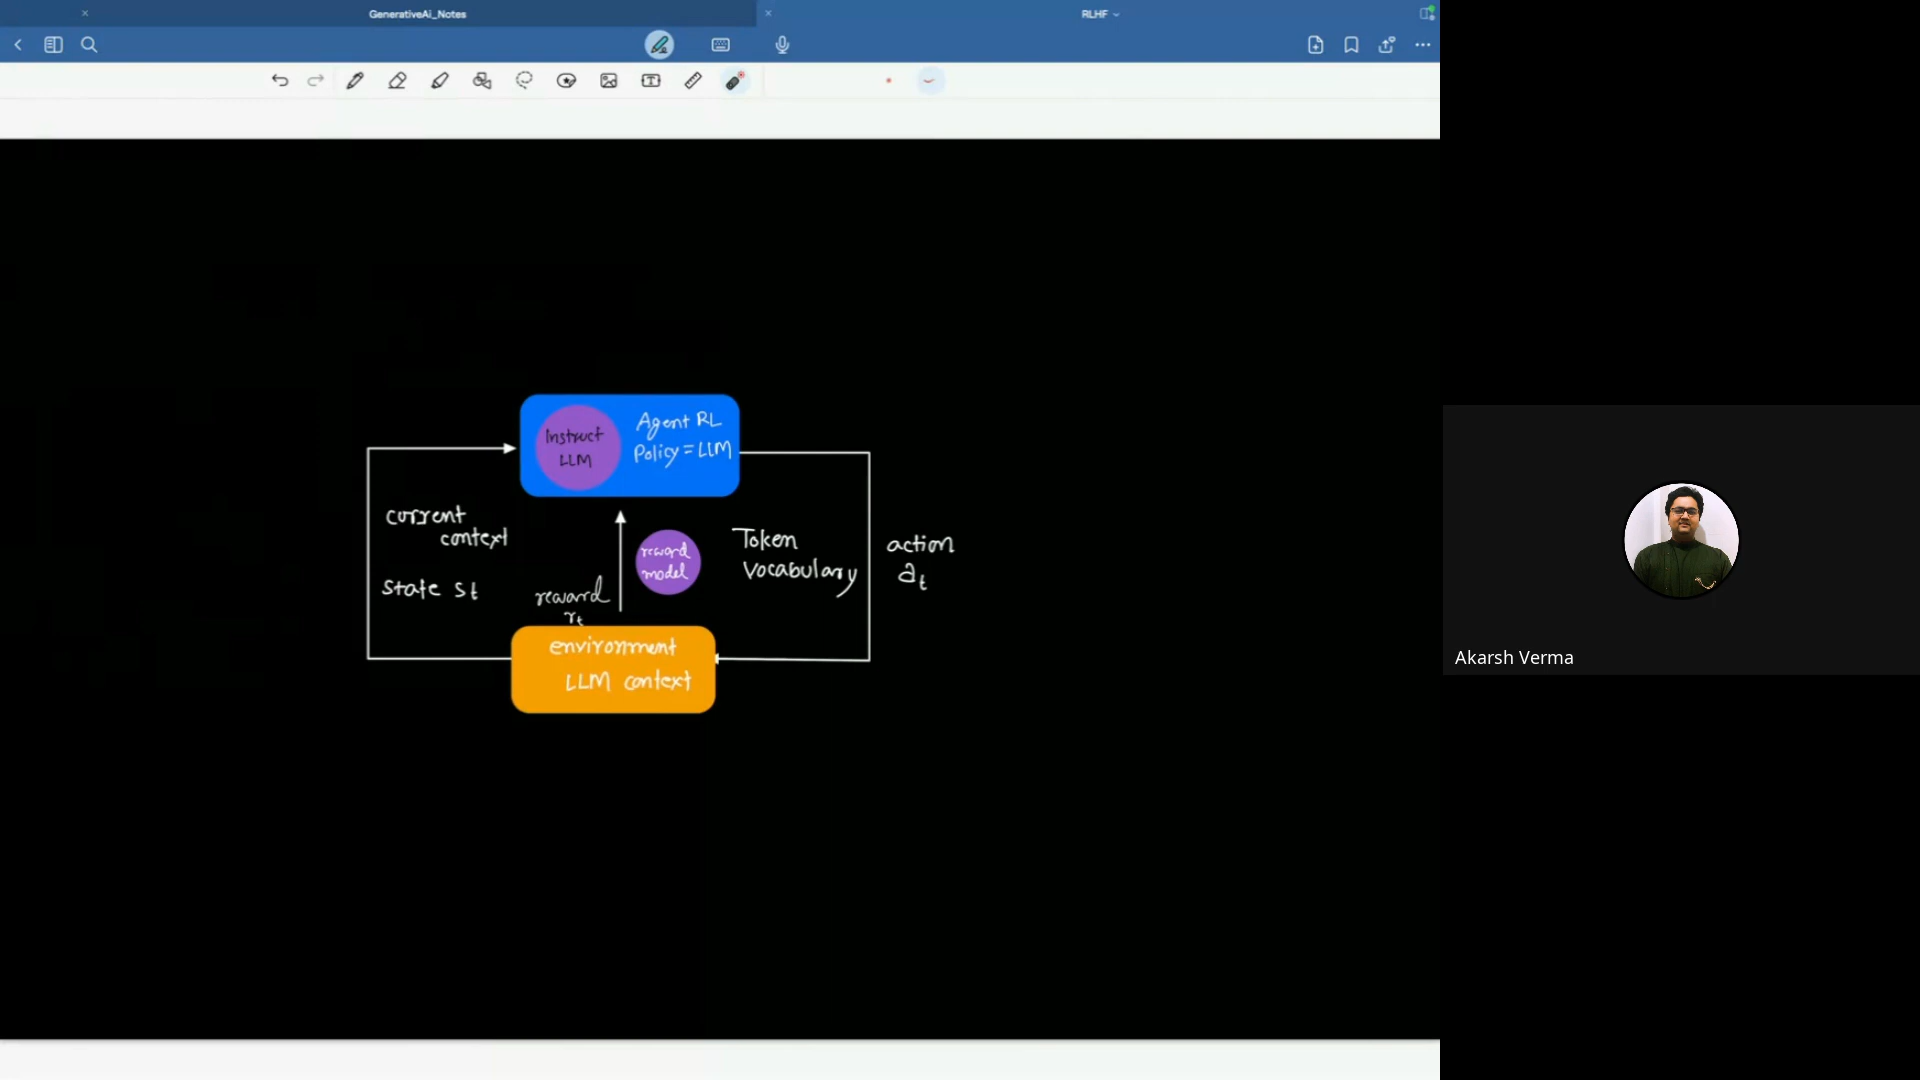 GenerativeAi_Notes
RLHF
Instruct
LLM
Agent RL
Policy = LLM
current
context
state st
reward
rt
reward
model
Token
vocabulary
action
at
environment
LLM context
Akarsh Verma